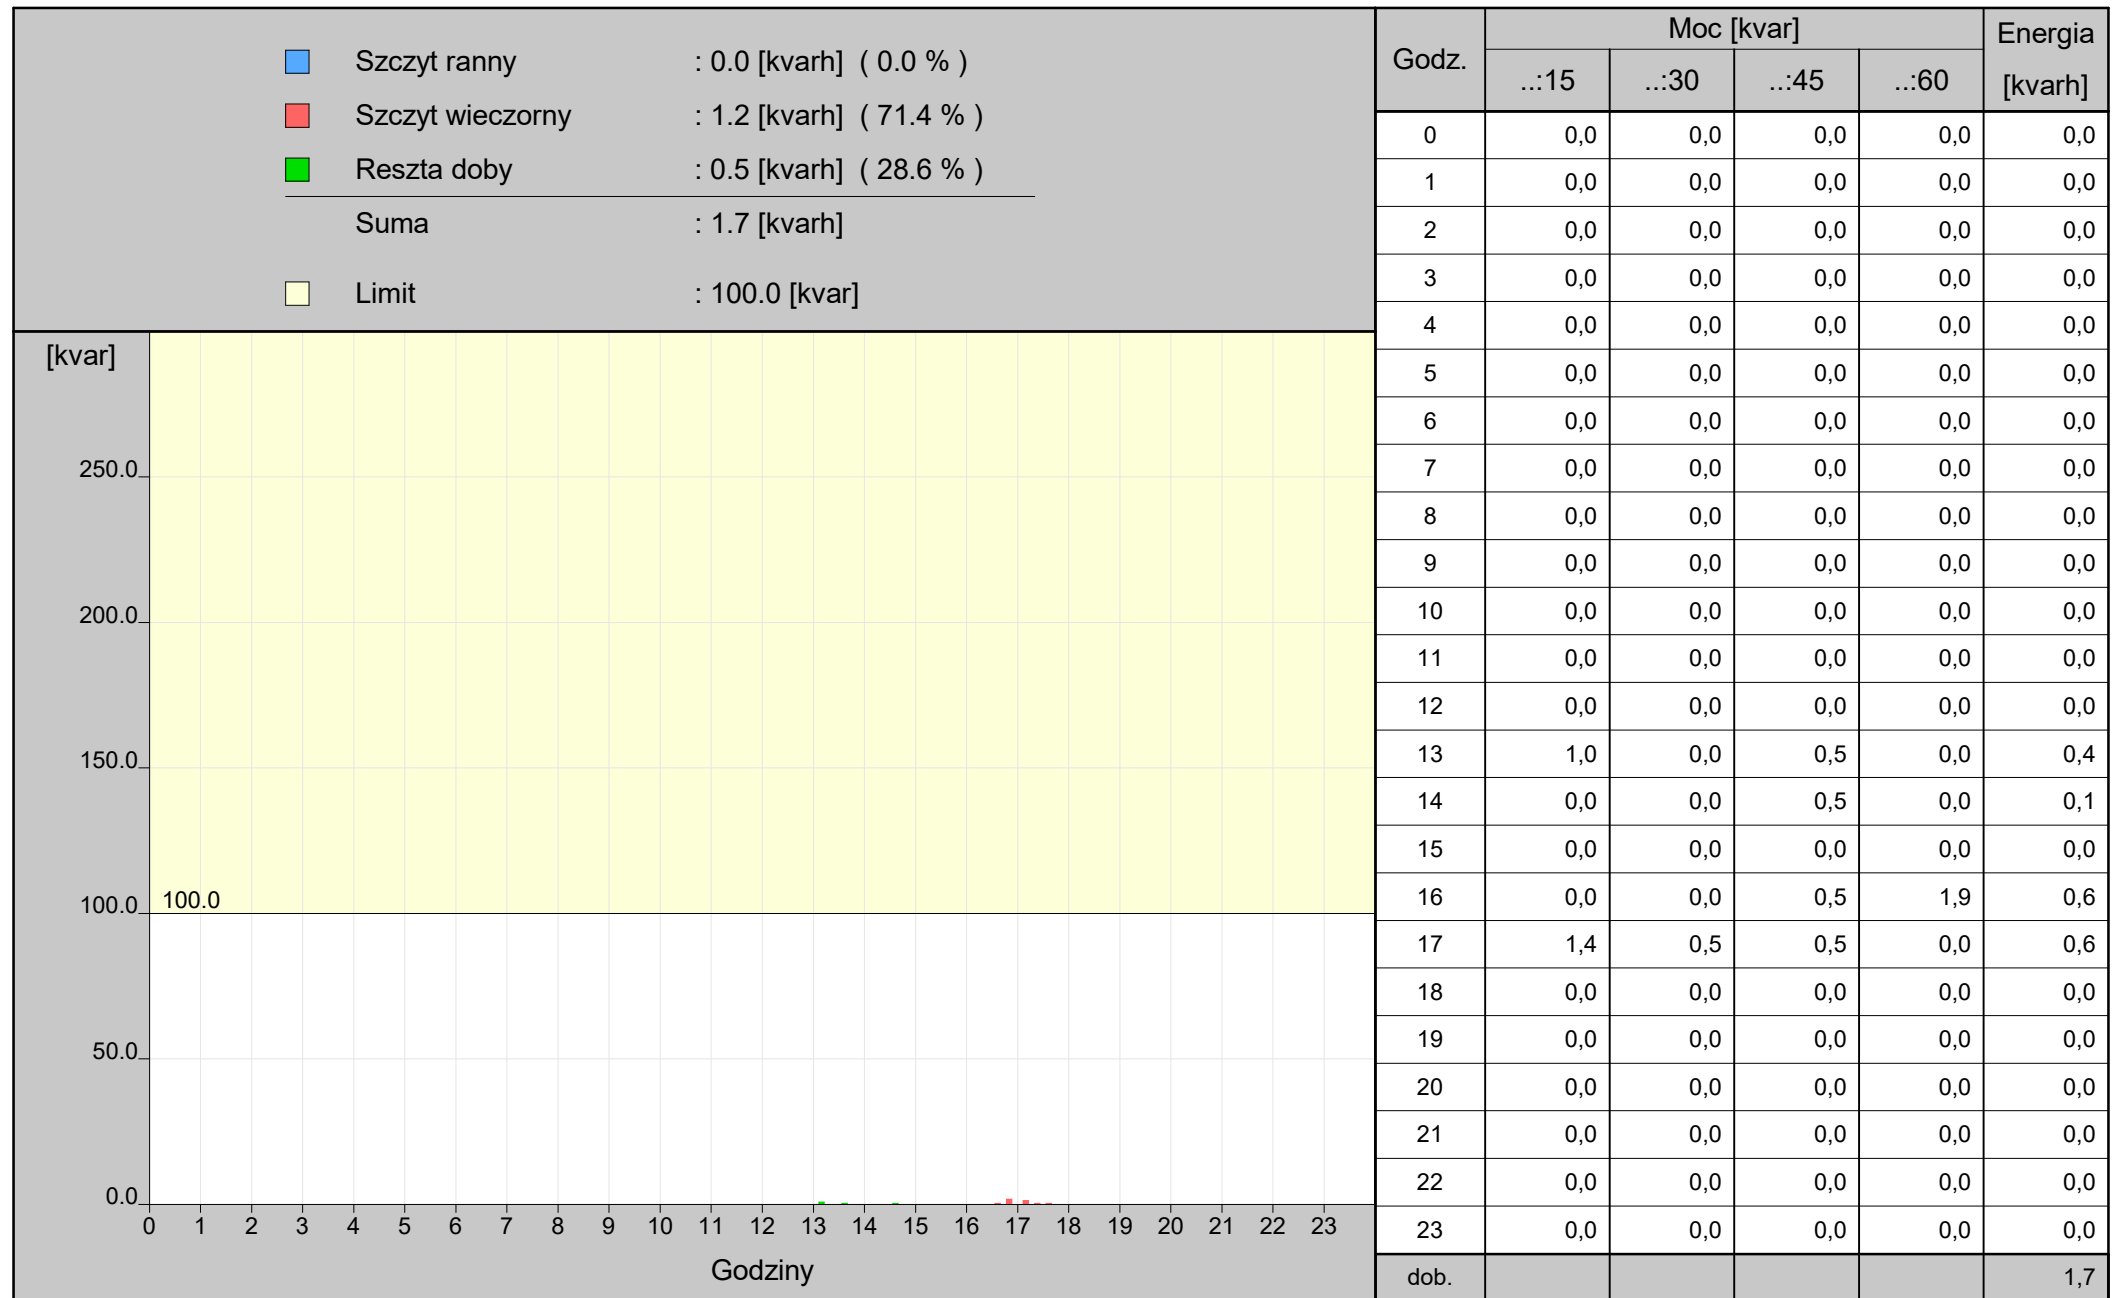 Szczyt ranny : 0.0 [kvarh] ( 0.0 % )
Szczyt wieczorny : 1.2 [kvarh] ( 71.4 % )
Reszta doby : 0.5 [kvarh] ( 28.6 % )
Suma : 1.7 [kvarh]
Limit : 100.0 [kvar]
[kvar]
250.0
200.0
150.0
100.0 100.0
50.0
0.0
0 1 2 3 4 5 6 7 8 9 10 11 12 13 14 15 16 17 18 19 20 21 22 23
Godziny
Godz. Moc [kvar] Energia
..:15 ..:30 ..:45 ..:60 [kvarh]
0 0,0 0,0 0,0 0,0 0,0
1 0,0 0,0 0,0 0,0 0,0
2 0,0 0,0 0,0 0,0 0,0
3 0,0 0,0 0,0 0,0 0,0
4 0,0 0,0 0,0 0,0 0,0
5 0,0 0,0 0,0 0,0 0,0
6 0,0 0,0 0,0 0,0 0,0
7 0,0 0,0 0,0 0,0 0,0
8 0,0 0,0 0,0 0,0 0,0
9 0,0 0,0 0,0 0,0 0,0
10 0,0 0,0 0,0 0,0 0,0
11 0,0 0,0 0,0 0,0 0,0
12 0,0 0,0 0,0 0,0 0,0
13 1,0 0,0 0,5 0,0 0,4
14 0,0 0,0 0,5 0,0 0,1
15 0,0 0,0 0,0 0,0 0,0
16 0,0 0,0 0,5 1,9 0,6
17 1,4 0,5 0,5 0,0 0,6
18 0,0 0,0 0,0 0,0 0,0
19 0,0 0,0 0,0 0,0 0,0
20 0,0 0,0 0,0 0,0 0,0
21 0,0 0,0 0,0 0,0 0,0
22 0,0 0,0 0,0 0,0 0,0
23 0,0 0,0 0,0 0,0 0,0
dob. 1,7